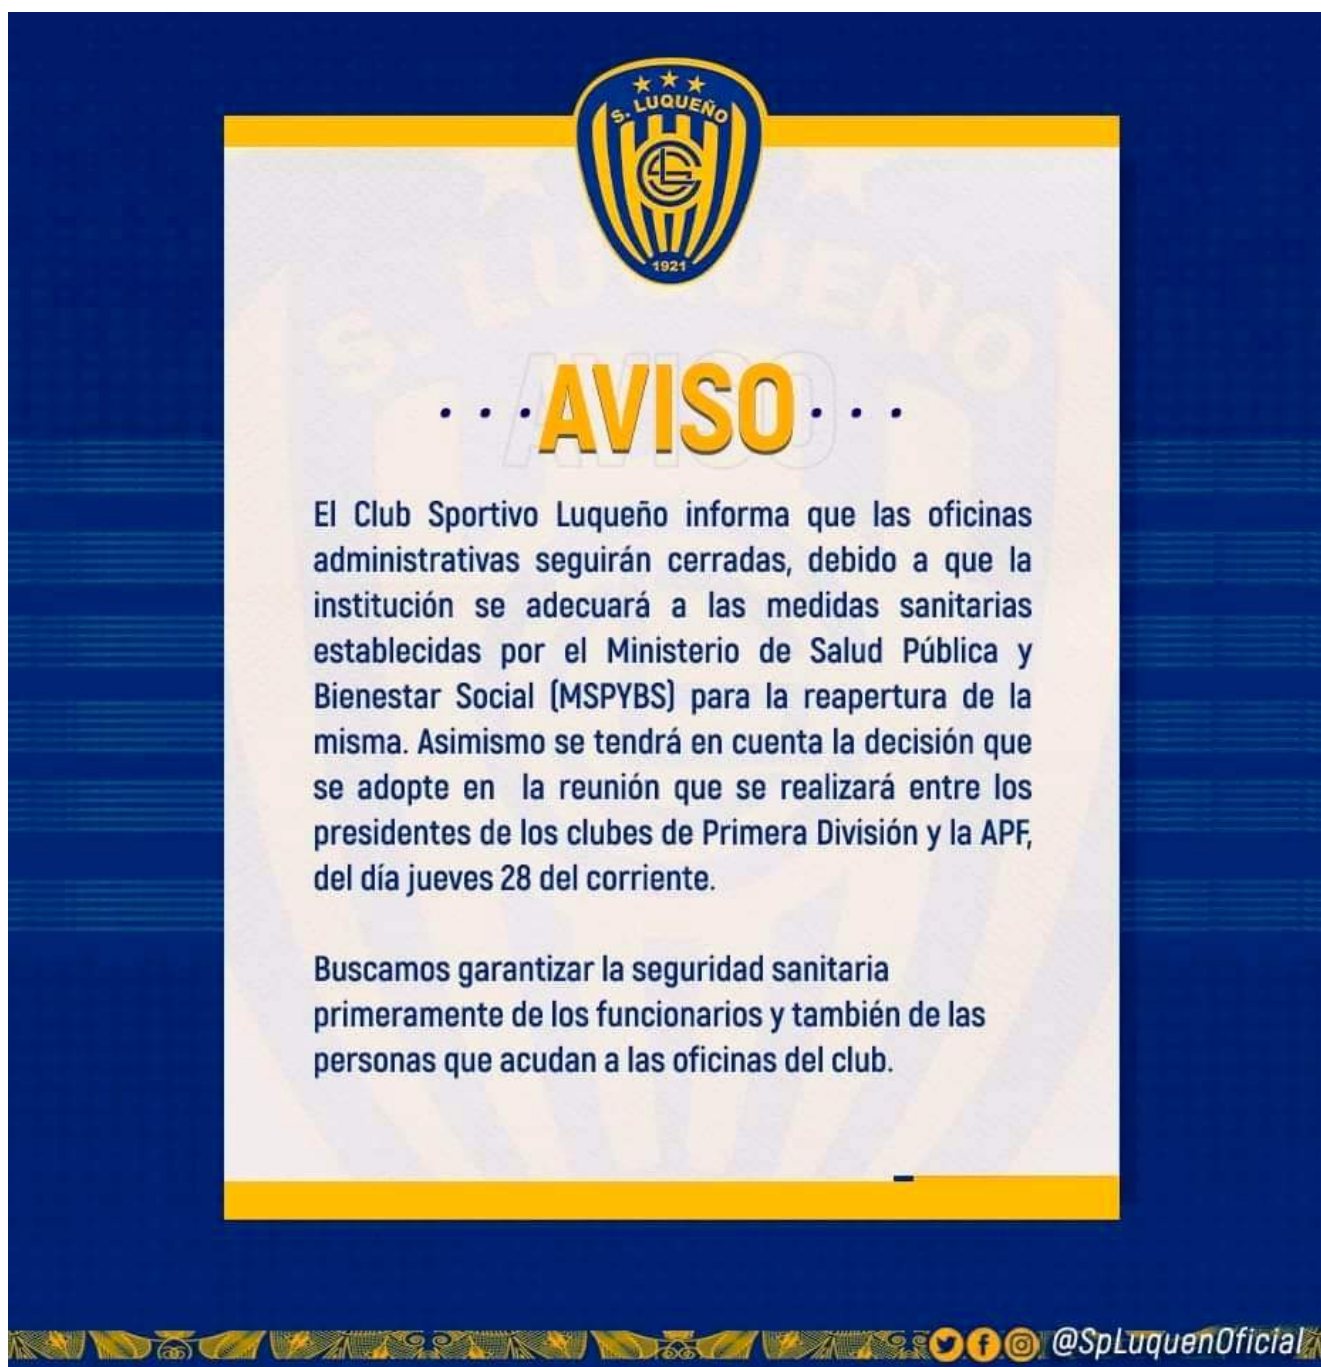 S. LUQUEÑO
SLC
1921
S. LUQUEÑO
AVISO
...AVISO...
El Club Sportivo Luqueño informa que las oficinas
administrativas seguirán cerradas, debido a que la
institución se adecuará a las medidas sanitarias
establecidas por el Ministerio de Salud Pública y
Bienestar Social (MSPYBS) para la reapertura de la
misma. Asimismo se tendrá en cuenta la decisión que
se adopte en  la reunión que se realizará entre los
presidentes de los clubes de Primera División y la APF,
del día jueves 28 del corriente.
Buscamos garantizar la seguridad sanitaria
primeramente de los funcionarios y también de las
personas que acudan a las oficinas del club.
@SpLuquenOficial